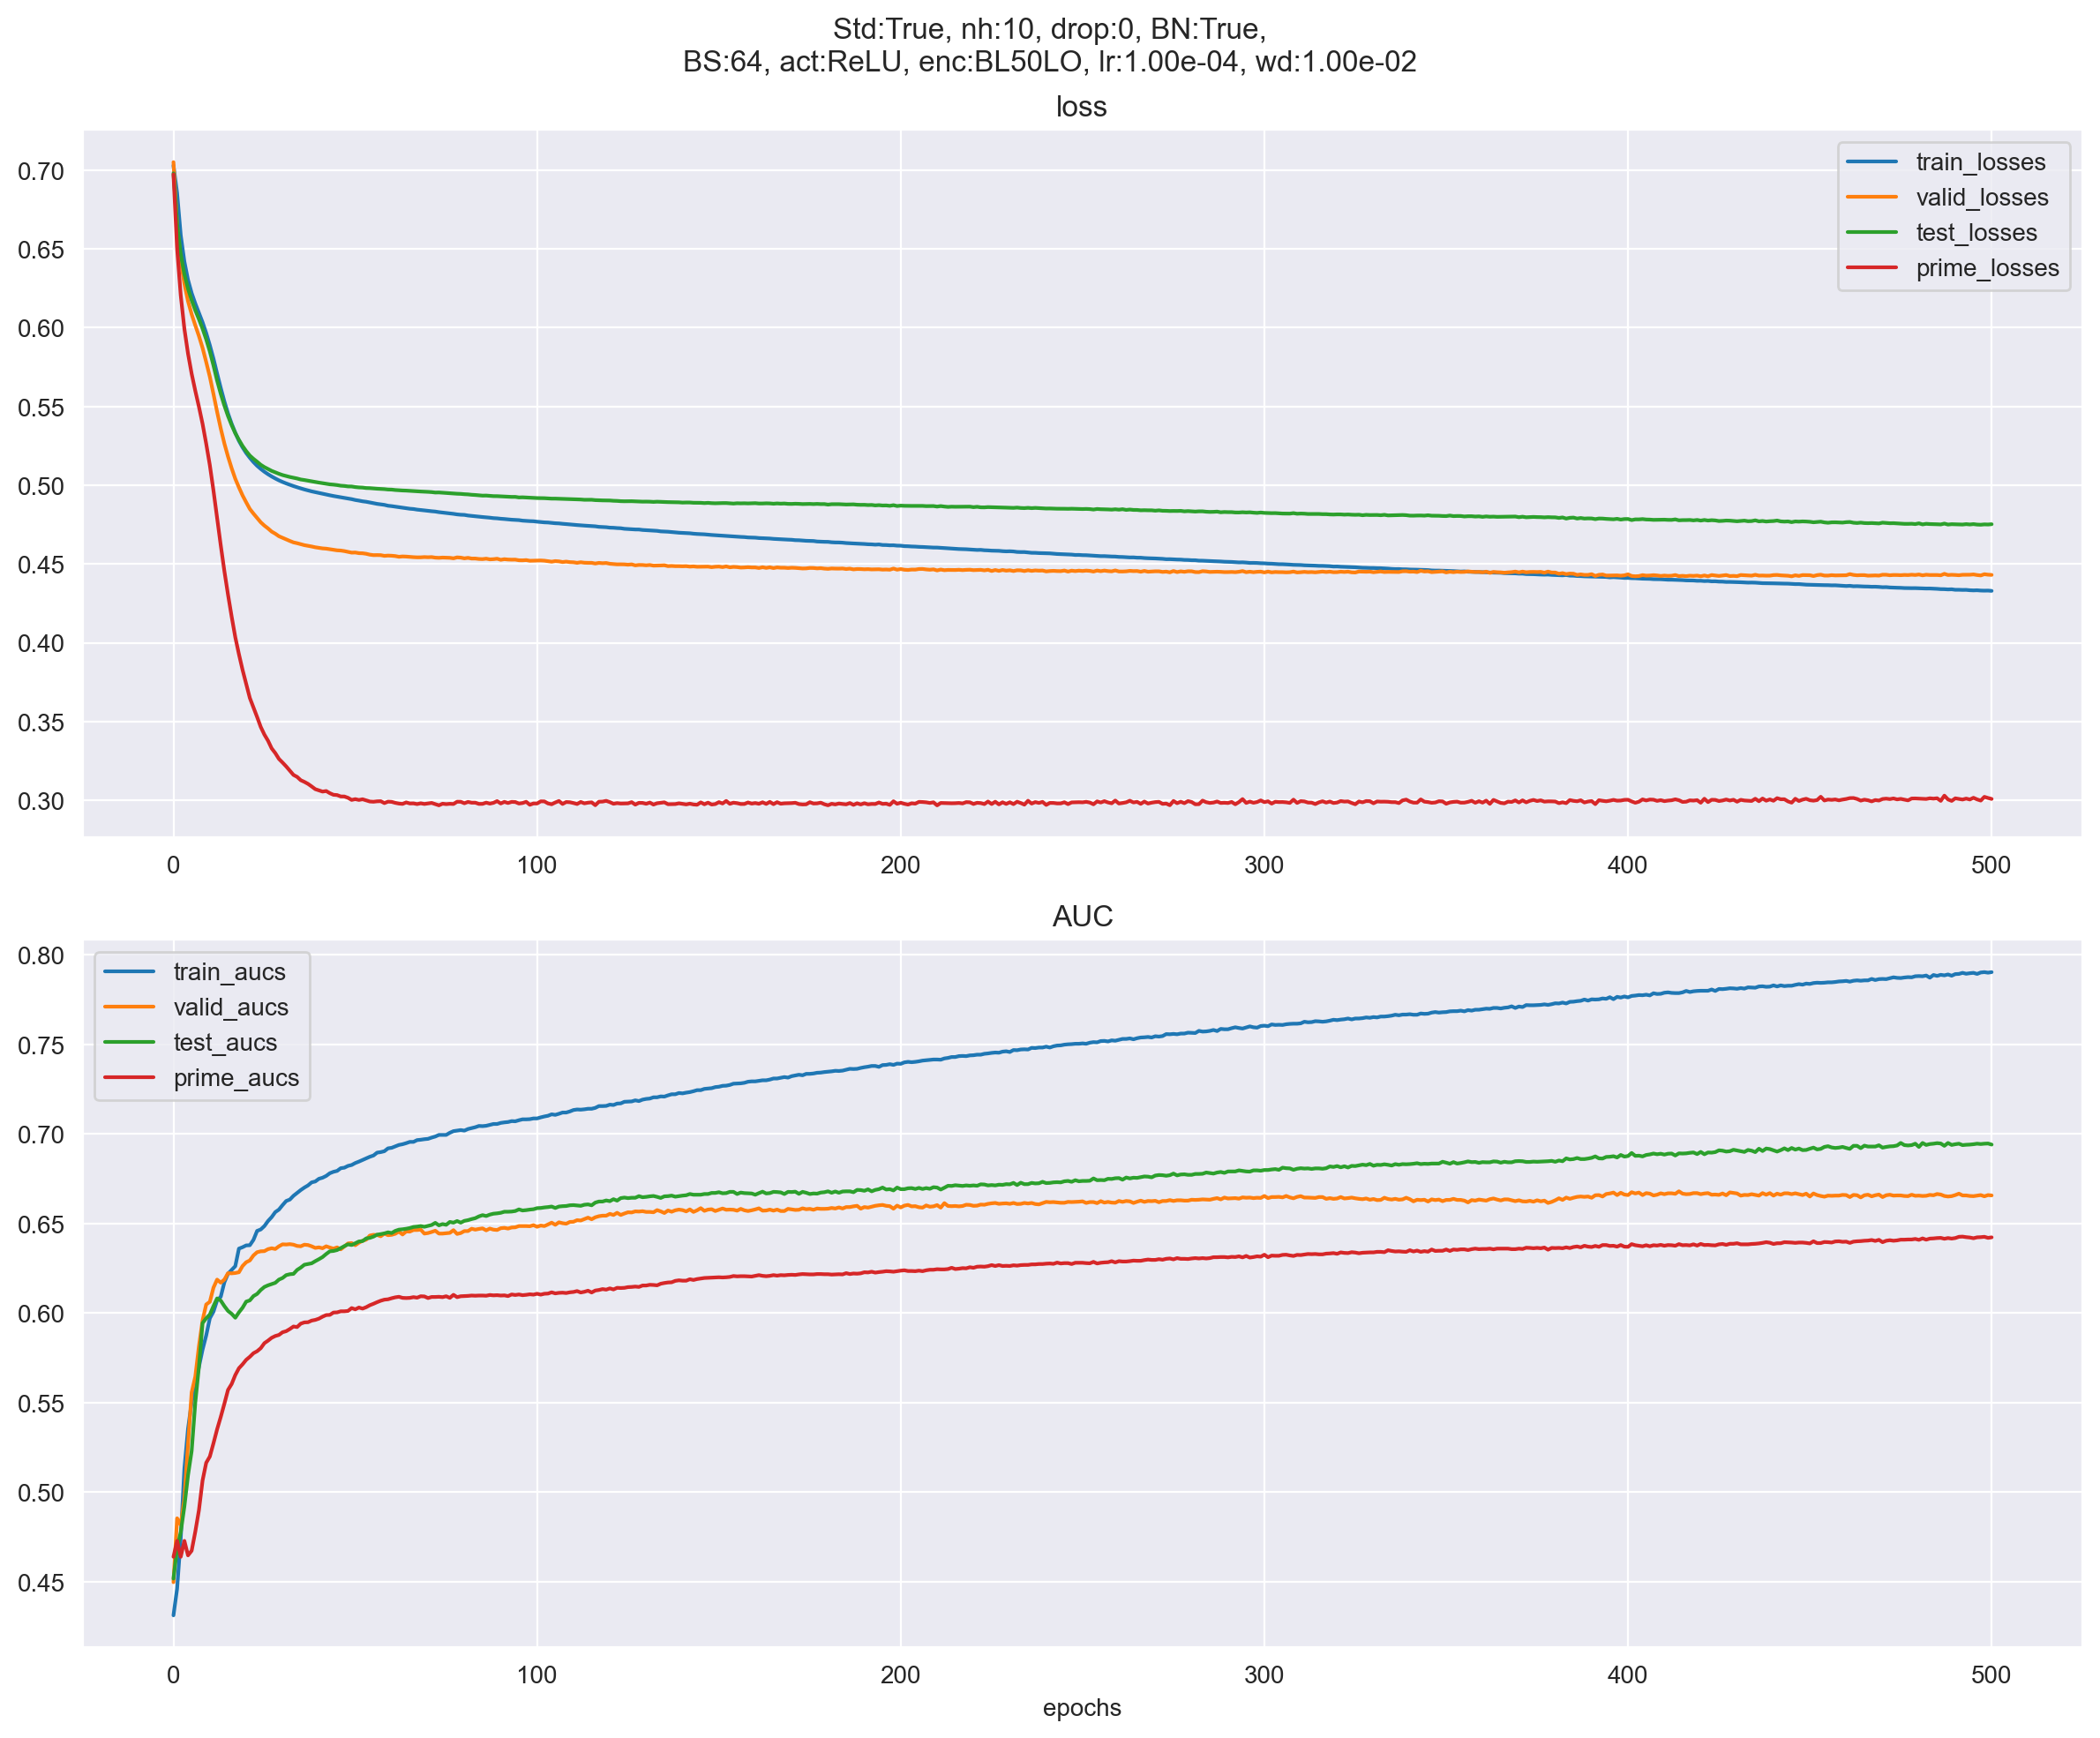 Std:True, nh:10, drop:0, BN:True,
BS:64, act:ReLU, enc:BL50LO, lr:1.00e-04, wd:1.00e-02
loss
0.70
0.65
0.60
0.55
0.50
0.45
0.40
0.35
0.30
train_losses
valid_losses
test_losses
prime_losses
0 100 200 300 400 500
AUC
0.80
0.75
0.70
0.65
0.60
0.55
0.50
0.45
train_aucs
valid_aucs
test_aucs
prime_aucs
0 100 200 300 400 500
epochs